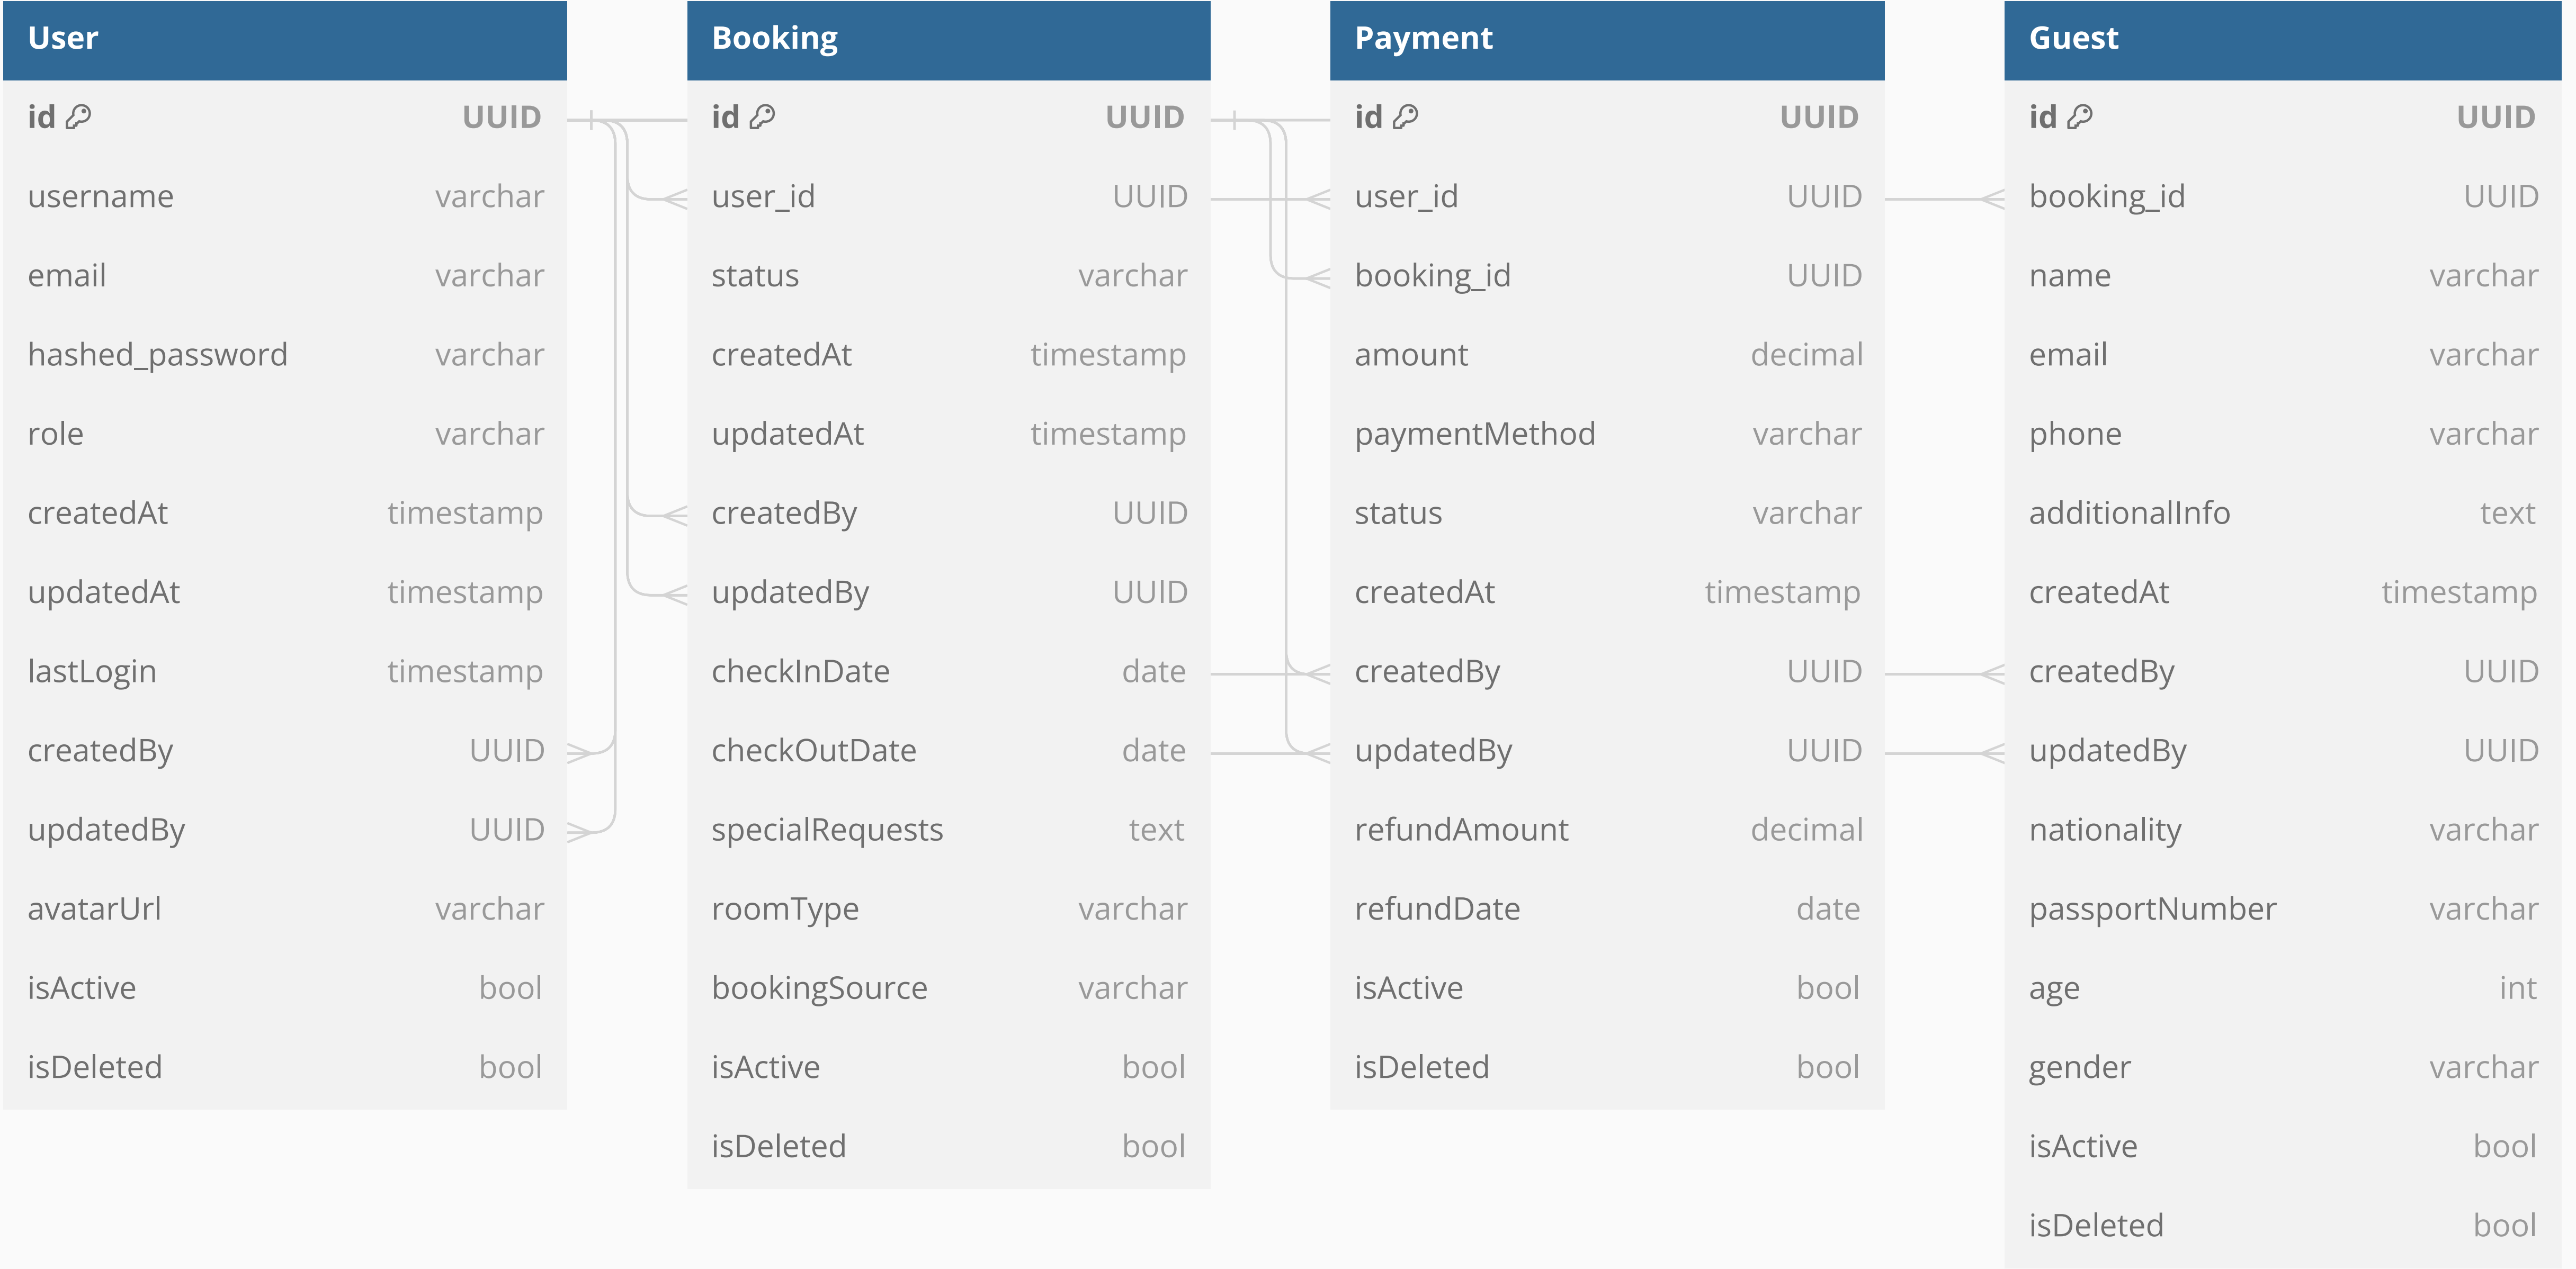 User
id UUID
username varchar
email varchar
hashed_password varchar
role varchar
createdAt timestamp
updatedAt timestamp
lastLogin timestamp
createdBy UUID
updatedBy UUID
avatarUrl varchar
isActive bool
isDeleted bool
Booking
id UUID
user_id UUID
status varchar
createdAt timestamp
updatedAt timestamp
createdBy UUID
updatedBy UUID
checkInDate date
checkOutDate date
specialRequests text
roomType varchar
bookingSource varchar
isActive bool
isDeleted bool
Payment
id UUID
user_id UUID
booking_id UUID
amount decimal
paymentMethod varchar
status varchar
createdAt timestamp
createdBy UUID
updatedBy UUID
refundAmount decimal
refundDate date
isActive bool
isDeleted bool
Guest
id UUID
booking_id UUID
name varchar
email varchar
phone varchar
additionalInfo text
createdAt timestamp
createdBy UUID
updatedBy UUID
nationality varchar
passportNumber varchar
age int
gender varchar
isActive bool
isDeleted bool